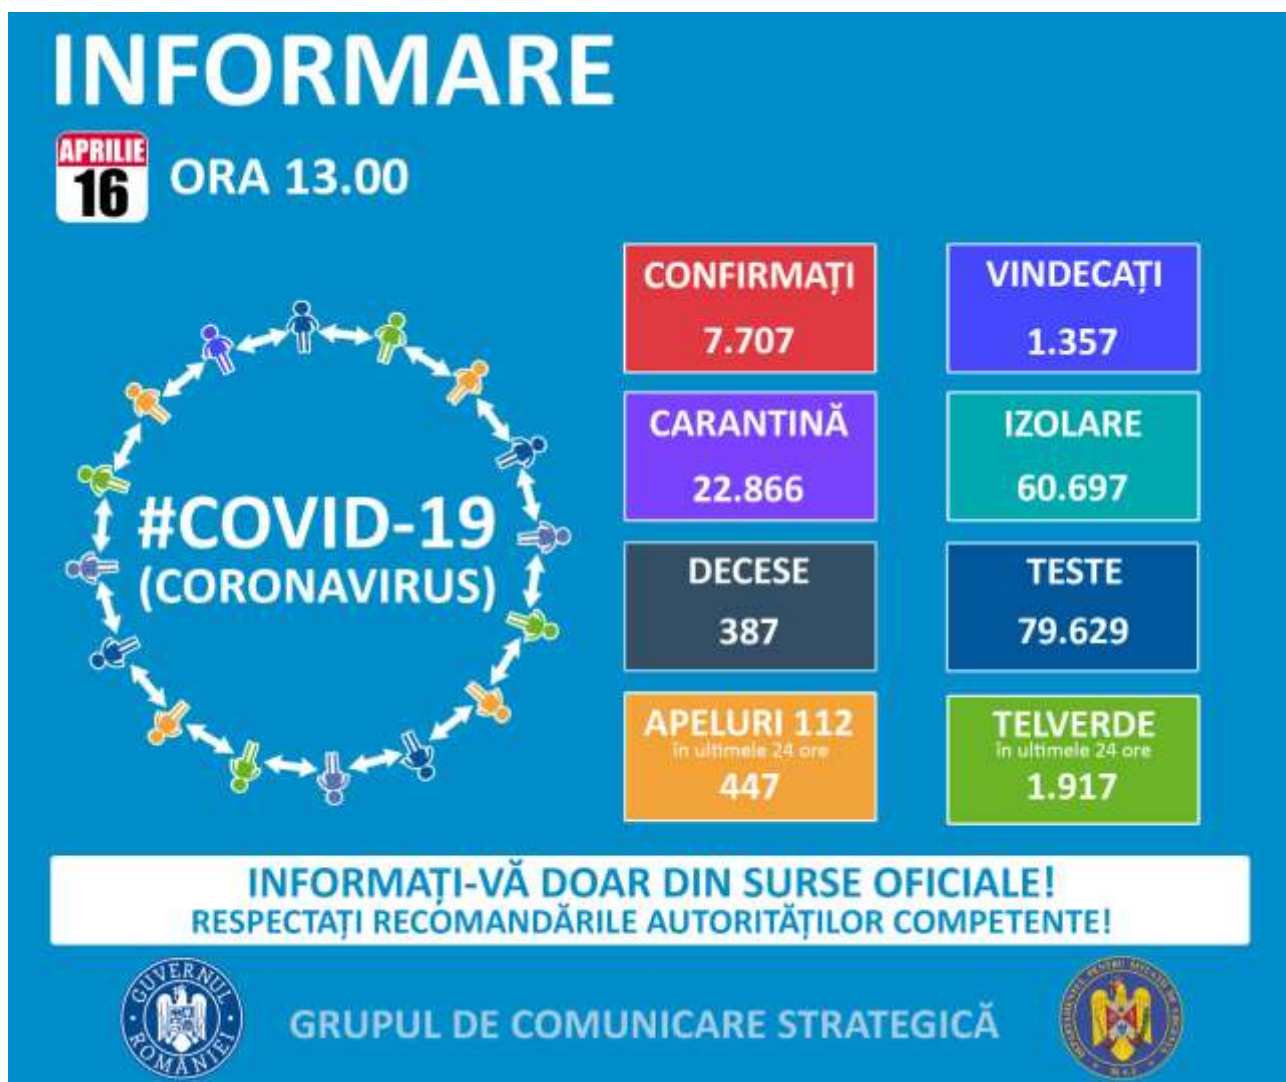 INFORMARE
APRILIE
16
ORA 13.00
CONFIRMAȚI
7.707
VINDECAȚI
1.357
CARANTINĂ
22.866
IZOLARE
60.697
#COVID-19
(CORONAVIRUS)
DECESE
387
TESTE
79.629
APELURI 112
în ultimele 24 ore
447
TELVERDE
în ultimele 24 ore
1.917
INFORMAȚI-VĂ DOAR DIN SURSE OFICIALE!
RESPECTAȚI RECOMANDĂRILE AUTORITĂȚILOR COMPETENTE!
GUVERNUL
ROMÂNIEI
GRUPUL DE COMUNICARE STRATEGICĂ